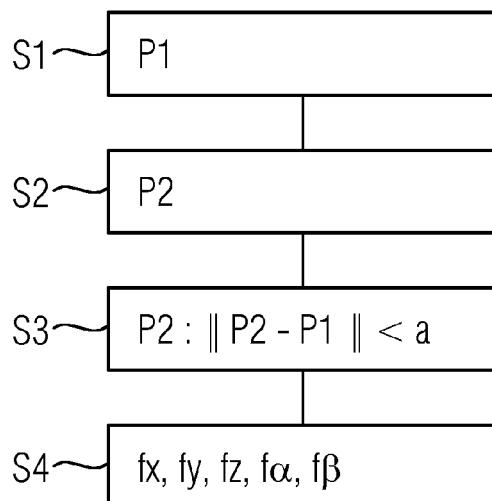 S1 P1
S2 P2
S3 P2 : || P2 - P1 || < a
S4 fx, fy, fz, fα, fβ